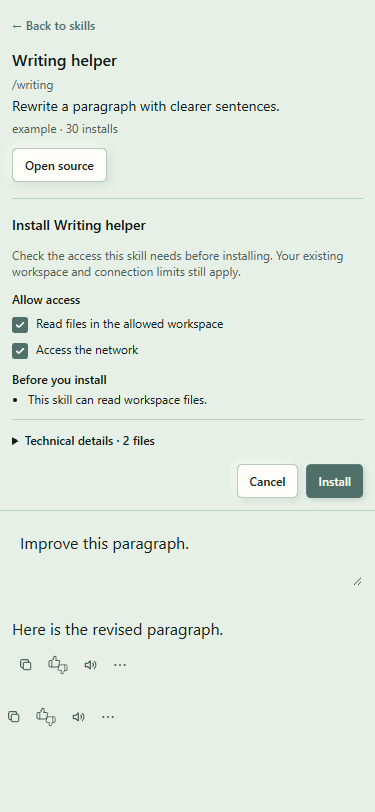 ← Back to skills
Writing helper
/writing
Rewrite a paragraph with clearer sentences.
example · 30 installs
Open source
Install Writing helper
Check the access this skill needs before installing. Your existing
workspace and connection limits still apply.
Allow access
Read files in the allowed workspace
Access the network
Before you install
• This skill can read workspace files.
Technical details · 2 files
Cancel Install
Improve this paragraph.
Here is the revised paragraph.